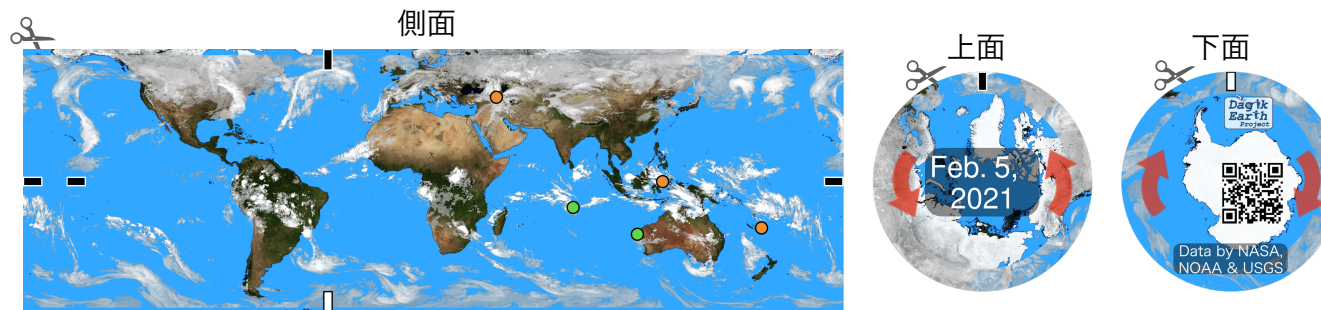 側面
上面
下面
Feb. 5,
2021
Dagik
Earth
Project
Data by NASA,
NOAA & USGS